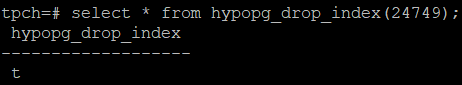 tpch=# select * from hypopg_drop_index(24749);
 hypopg_drop_index
-------------------
 t